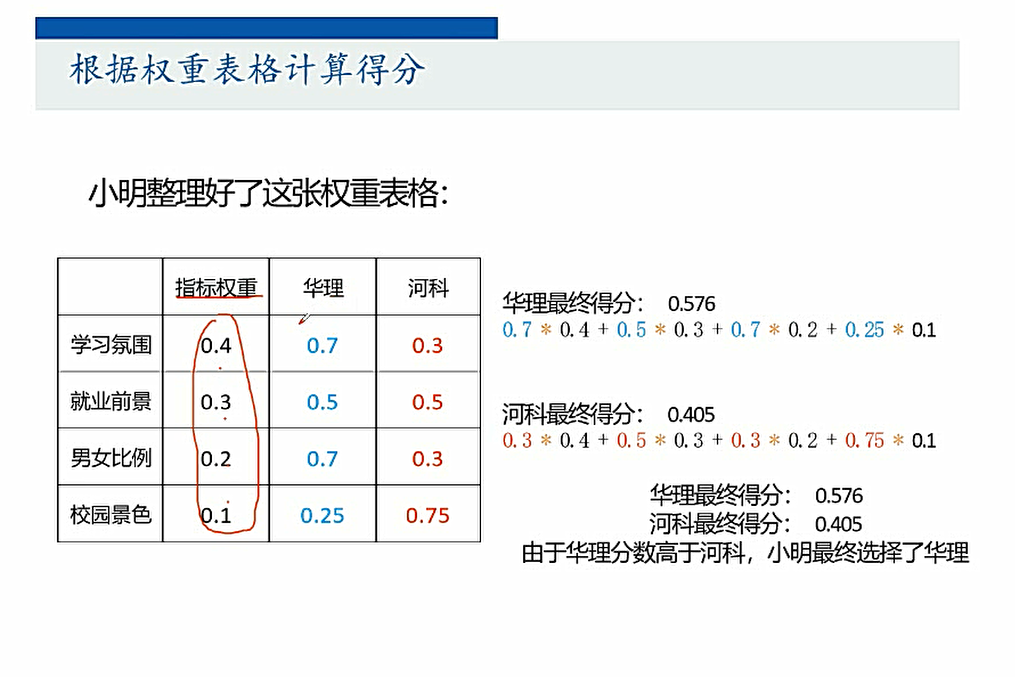 根据权重表格计算得分
小明整理好了这张权重表格：
指标权重 华理 河科
学习氛围 0.4 0.7 0.3
就业前景 0.3 0.5 0.5
男女比例 0.2 0.7 0.3
校园景色 0.1 0.25 0.75
华理最终得分： 0.576
0.7 * 0.4 + 0.5 * 0.3 + 0.7 * 0.2 + 0.25 * 0.1
河科最终得分： 0.405
0.3 * 0.4 + 0.5 * 0.3 + 0.3 * 0.2 + 0.75 * 0.1
华理最终得分： 0.576
河科最终得分： 0.405
由于华理分数高于河科，小明最终选择了华理